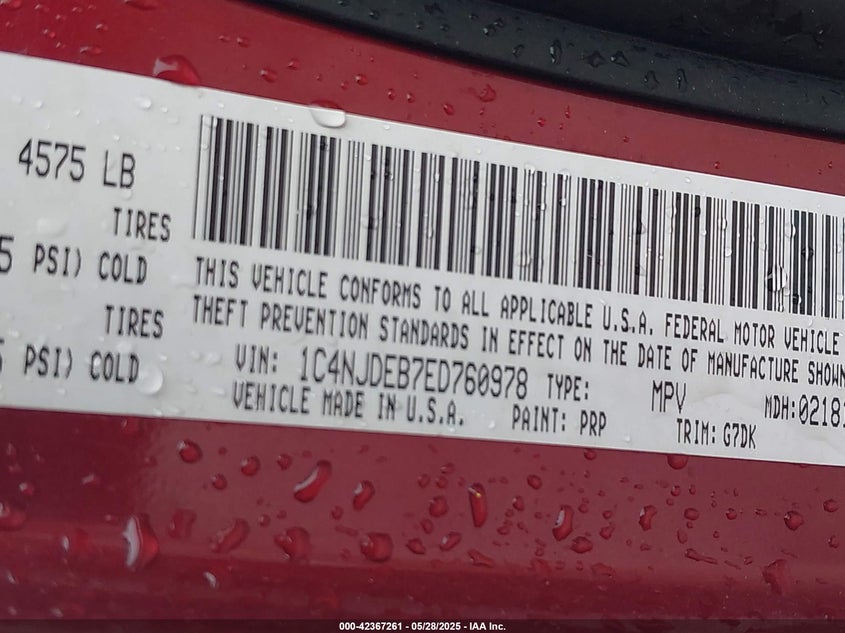 4575 LB
TIRES
5 PSI) COLD
THIS VEHICLE CONFORMS TO ALL APPLICABLE U.S.A. FEDERAL MOTOR VEHICLE
TIRES
THEFT PREVENTION STANDARDS IN EFFECT ON THE DATE OF MANUFACTURE SHOWN
PSI) COLD
VIN: 1C4NJDEB7ED760978 TYPE: MPV MDH:0218
VEHICLE MADE IN U.S.A. PAINT: PRP TRIM: G7DK
000-42367261 - 05/28/2025 - IAA Inc.